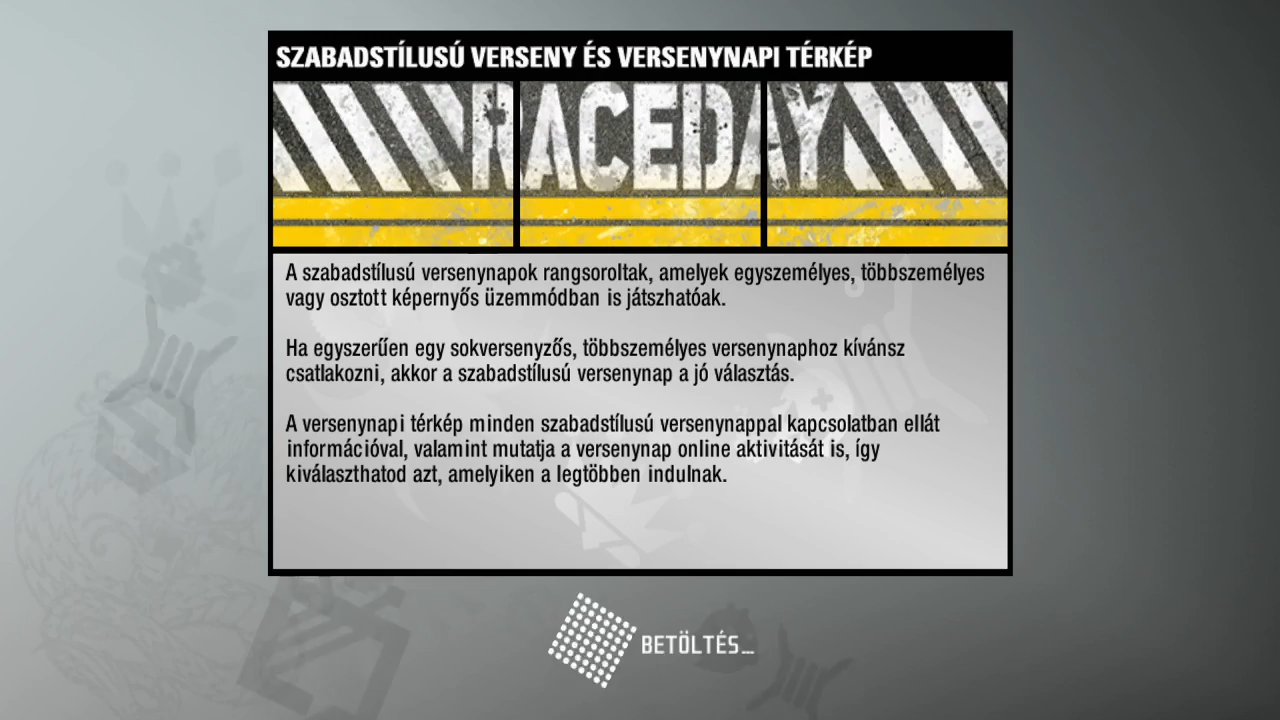 SZABADSTÍLUSÚ VERSENY ÉS VERSENYNAPI TÉRKÉP
RACEDAY
A szabadstílusú versenynapok rangsoroltak, amelyek egyszemélyes, többszemélyes
vagy osztott képernyős üzemmódban is játszhatóak.
Ha egyszerűen egy sokversenyzős, többszemélyes versenynaphoz kívánsz
csatlakozni, akkor a szabadstílusú versenynap a jó választás.
A versenynapi térkép minden szabadstílusú versenynappal kapcsolatban ellát
információval, valamint mutatja a versenynap online aktivitását is, így
kiválaszthatod azt, amelyiken a legtöbben indulnak.
BETÖLTÉS...